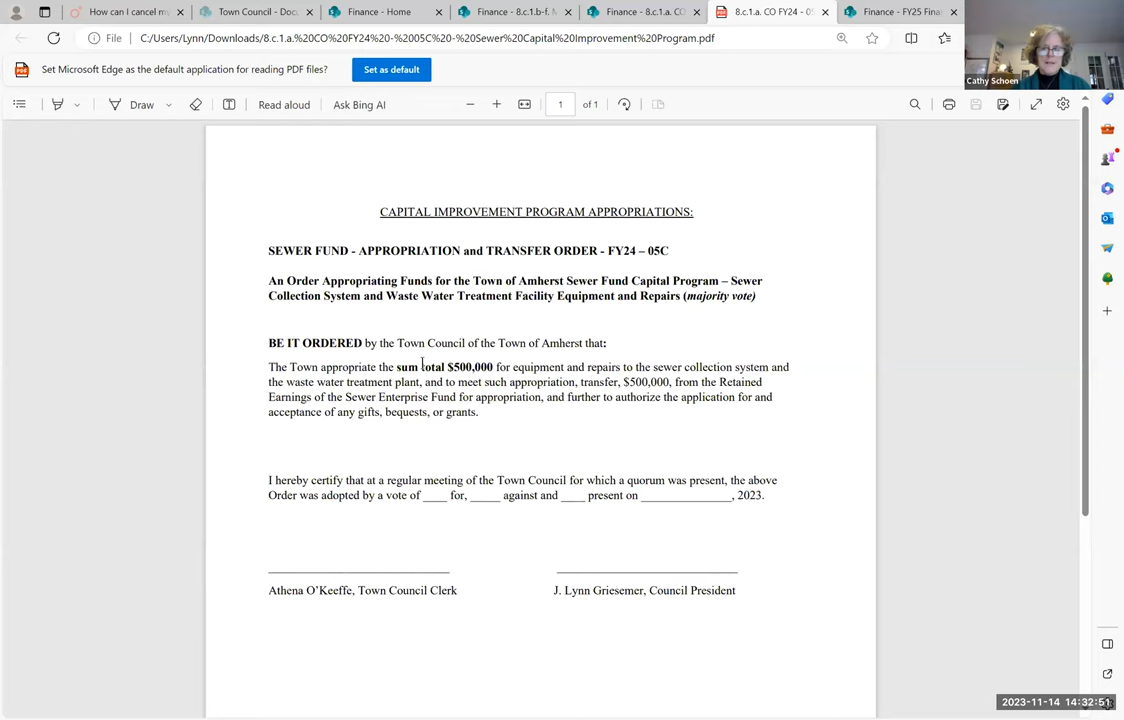 How can I cancel my
Town Council - Docu
Finance - Home
Finance - 8.c.1.b-f. M
Finance - 8.c.1.a. CO
8.c.1.a. CO FY24 - 05
Finance - FY25 Fina
File
C:/Users/Lynn/Downloads/8.c.1.a.%20CO%20FY24%20-%2005C%20-%20Sewer%20Capital%20Improvement%20Program.pdf
Cathy Schoen
Set Microsoft Edge as the default application for reading PDF files?
Set as default
Draw
Read aloud
Ask Bing AI
1 of 1
CAPITAL IMPROVEMENT PROGRAM APPROPRIATIONS:
SEWER FUND - APPROPRIATION and TRANSFER ORDER - FY24 – 05C
An Order Appropriating Funds for the Town of Amherst Sewer Fund Capital Program – Sewer
Collection System and Waste Water Treatment Facility Equipment and Repairs (majority vote)
BE IT ORDERED by the Town Council of the Town of Amherst that:
The Town appropriate the sum total $500,000 for equipment and repairs to the sewer collection system and
the waste water treatment plant, and to meet such appropriation, transfer, $500,000, from the Retained
Earnings of the Sewer Enterprise Fund for appropriation, and further to authorize the application for and
acceptance of any gifts, bequests, or grants.
I hereby certify that at a regular meeting of the Town Council for which a quorum was present, the above
Order was adopted by a vote of ____ for, _____ against and ____ present on _______________, 2023.
Athena O'Keeffe, Town Council Clerk
J. Lynn Griesemer, Council President
2023-11-14 14:32:51